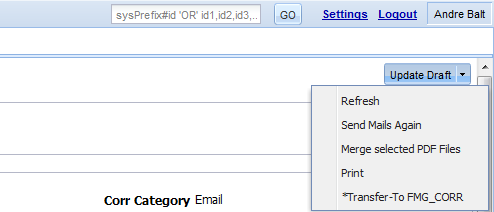 sysPrefix#id 'OR' id1,id2,id3,.. GO Settings Logout Andre Balt
Update Draft
Refresh
Send Mails Again
Merge selected PDF Files
Print
*Transfer-To FMG_CORR
Corr Category Email